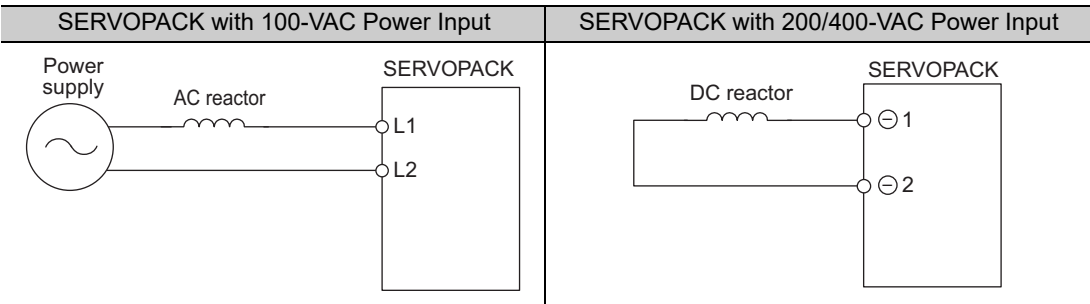 SERVOPACK with 100-VAC Power Input
SERVOPACK with 200/400-VAC Power Input
Power
supply
AC reactor
SERVOPACK
L1
L2
DC reactor
SERVOPACK
⊖ 1
⊖ 2